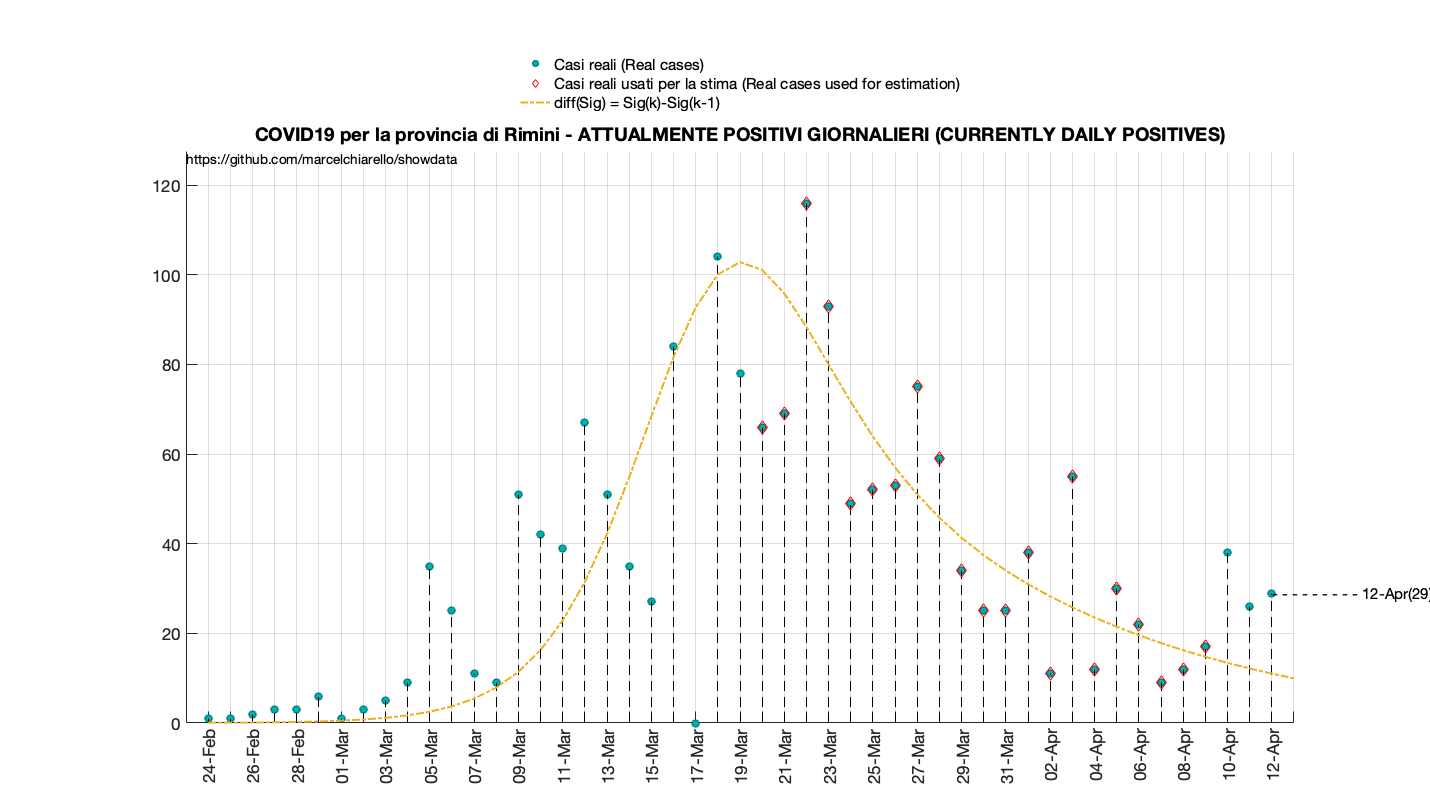 Casi reali (Real cases)
Casi reali usati per la stima (Real cases used for estimation)
diff(Sig) = Sig(k)-Sig(k-1)
COVID19 per la provincia di Rimini - ATTUALMENTE POSITIVI GIORNALIERI (CURRENTLY DAILY POSITIVES)
https://github.com/marcelchiarello/showdata
120
100
80
60
40
20
0
12-Apr(29)
24-Feb
26-Feb
28-Feb
01-Mar
03-Mar
05-Mar
07-Mar
09-Mar
11-Mar
13-Mar
15-Mar
17-Mar
19-Mar
21-Mar
23-Mar
25-Mar
27-Mar
29-Mar
31-Mar
02-Apr
04-Apr
06-Apr
08-Apr
10-Apr
12-Apr